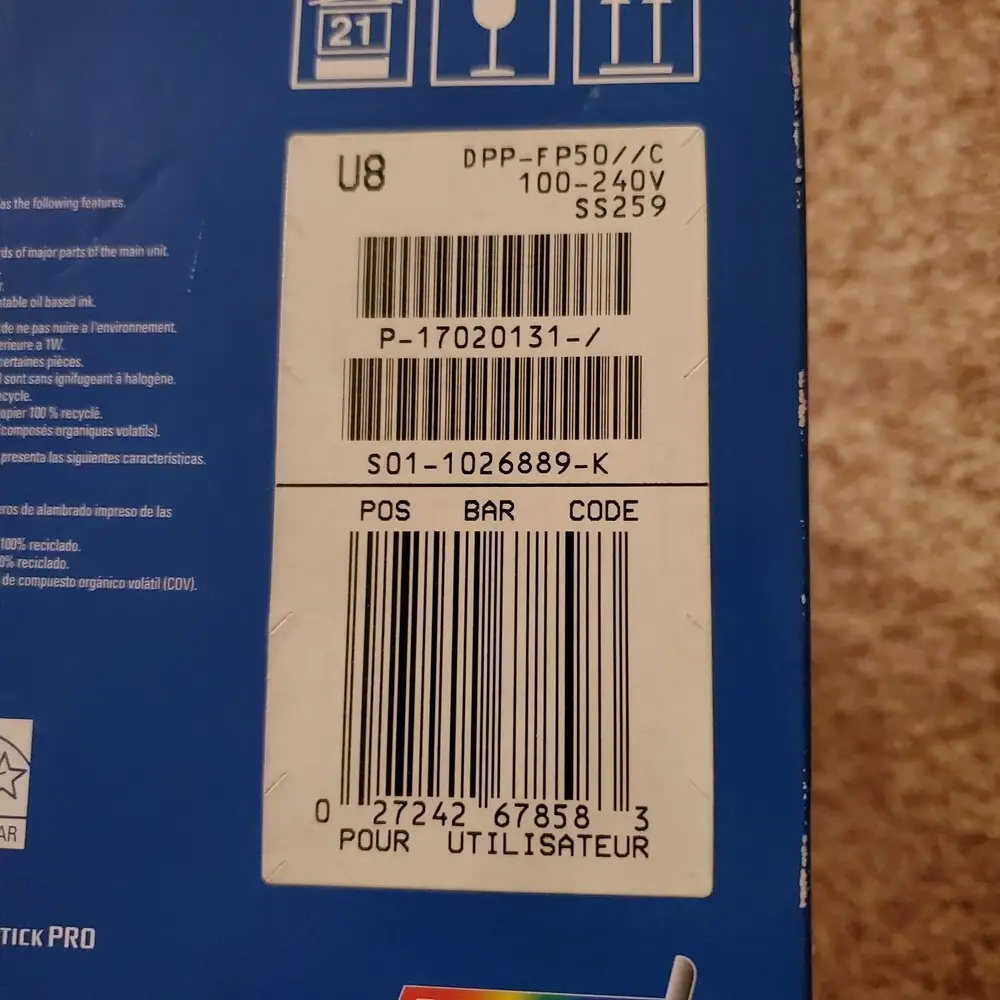 21
U8
DPP-FP50//C
100-240V
SS259
P-17020131-/
S01-1026889-K
POS BAR CODE
0 27242 67858 3
POUR UTILISATEUR
as the following features.
ds of major parts of the main unit.
table oil based ink.
de ne pas nuire a l'environnement.
erieure a 1W.
certaines pièces.
sont sans ignifugeant à halogène.
ecycle.
apier 100 % recyclé.
composés organiques volatils).
presenta las siguientes características.
eros de alambrado impreso de las
100% reciclado.
0% reciclado.
de compuesto orgánico volátil (COV).
AR
TICK PRO